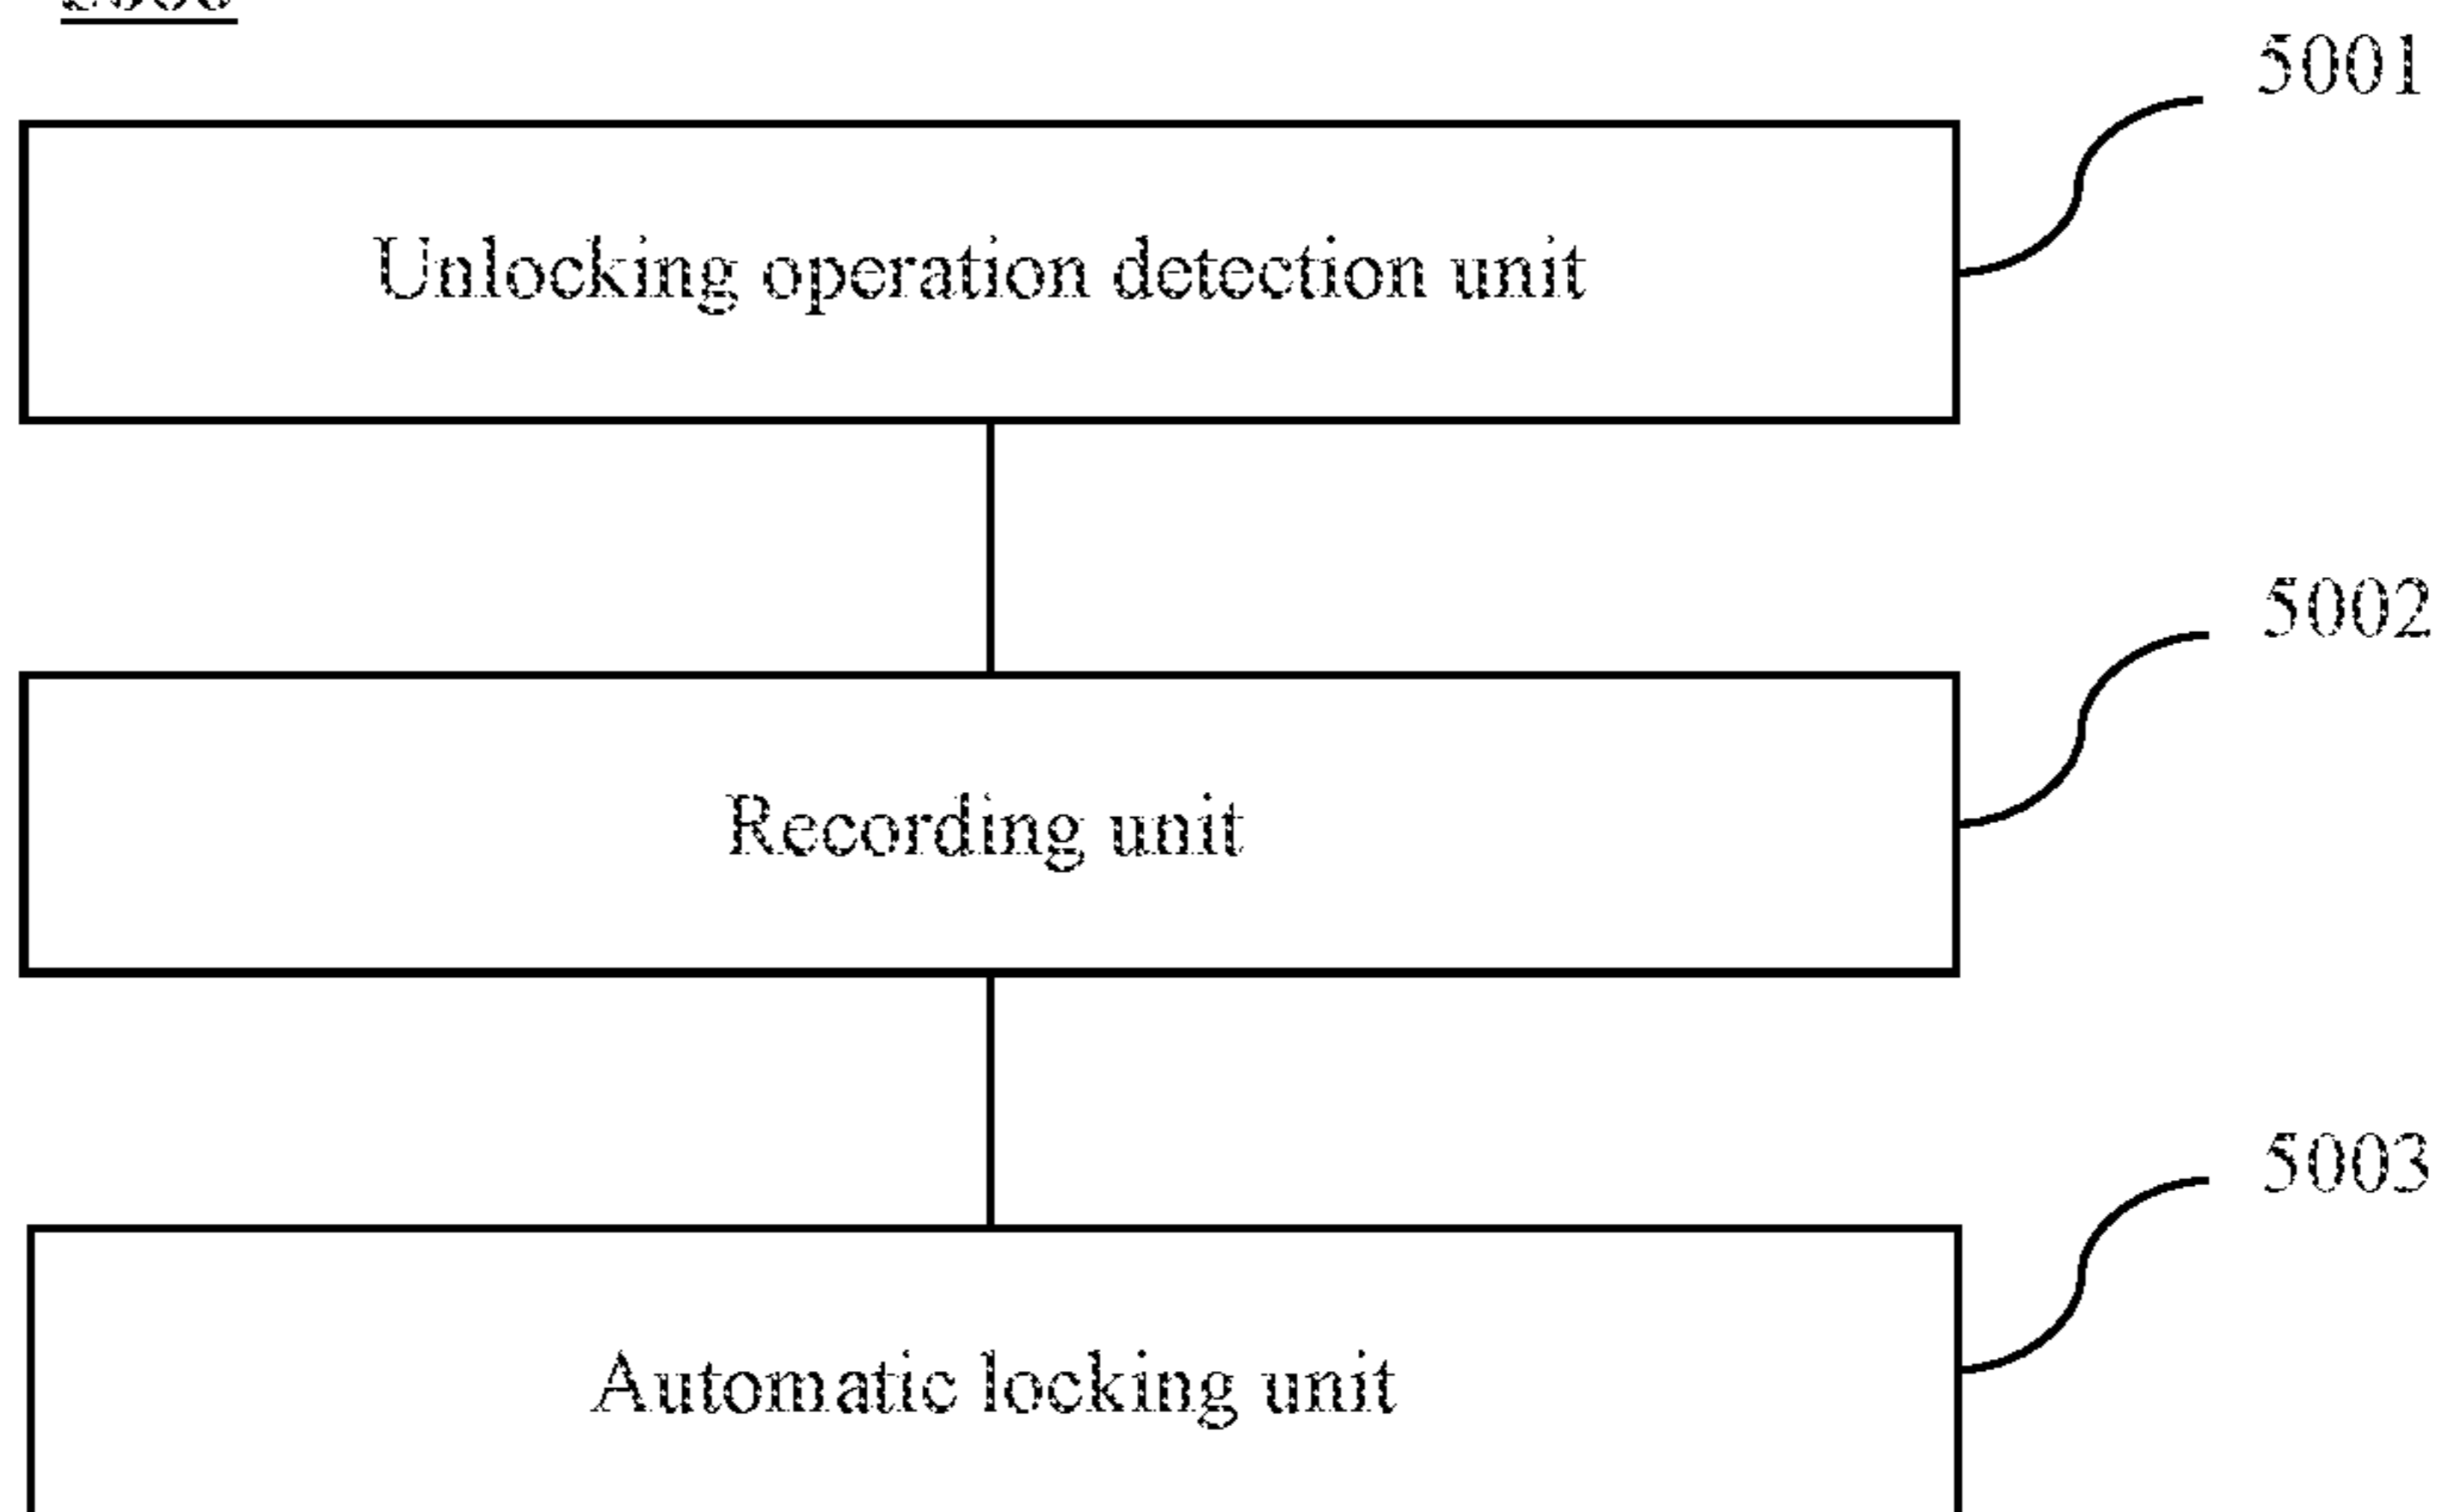 5001
Unlocking operation detection unit
5002
Recording unit
5003
Automatic locking unit